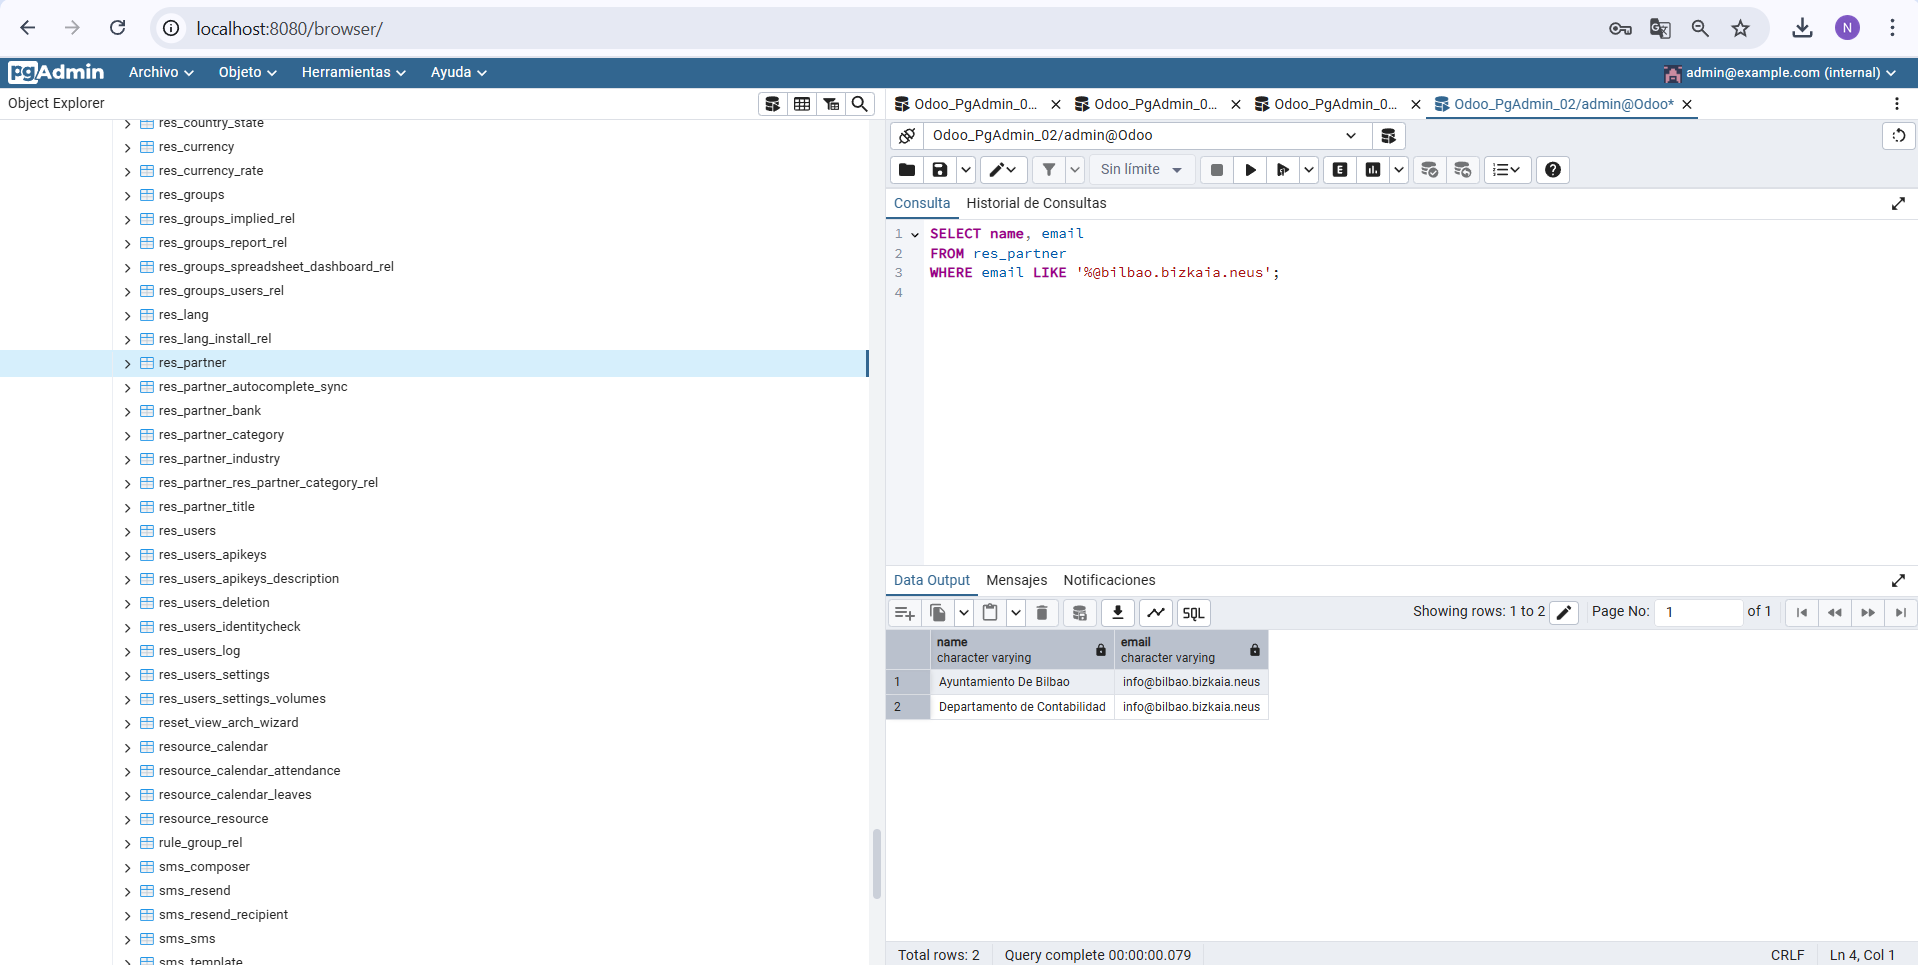 localhost:8080/browser/
N
pgAdmin
Archivo
Objeto
Herramientas
Ayuda
admin@example.com (internal)
Object Explorer
res_country_state
res_currency
res_currency_rate
res_groups
res_groups_implied_rel
res_groups_report_rel
res_groups_spreadsheet_dashboard_rel
res_groups_users_rel
res_lang
res_lang_install_rel
res_partner
res_partner_autocomplete_sync
res_partner_bank
res_partner_category
res_partner_industry
res_partner_res_partner_category_rel
res_partner_title
res_users
res_users_apikeys
res_users_apikeys_description
res_users_deletion
res_users_identitycheck
res_users_log
res_users_settings
res_users_settings_volumes
reset_view_arch_wizard
resource_calendar
resource_calendar_attendance
resource_calendar_leaves
resource_resource
rule_group_rel
sms_composer
sms_resend
sms_resend_recipient
sms_sms
sms_template
Odoo_PgAdmin_0...
Odoo_PgAdmin_0...
Odoo_PgAdmin_0...
Odoo_PgAdmin_02/admin@Odoo*
Odoo_PgAdmin_02/admin@Odoo
Sin límite
E
Consulta
Historial de Consultas
1 SELECT name, email
2 FROM res_partner
3 WHERE email LIKE '%@bilbao.bizkaia.neus';
4
Data Output
Mensajes
Notificaciones
SQL
Showing rows: 1 to 2
Page No: 1 of 1
name
character varying
email
character varying
1 Ayuntamiento De Bilbao info@bilbao.bizkaia.neus
2 Departamento de Contabilidad info@bilbao.bizkaia.neus
Total rows: 2
Query complete 00:00:00.079
CRLF
Ln 4, Col 1